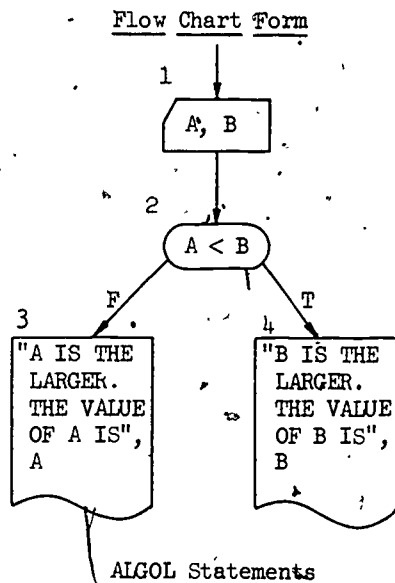 Flow Chart Form
1
A, B
2
A < B
F
T
3
"A IS THE
LARGER.
THE VALUE
OF A IS",
A
4
"B IS THE
LARGER.
THE VALUE
OF B IS",
B
ALGOL Statements